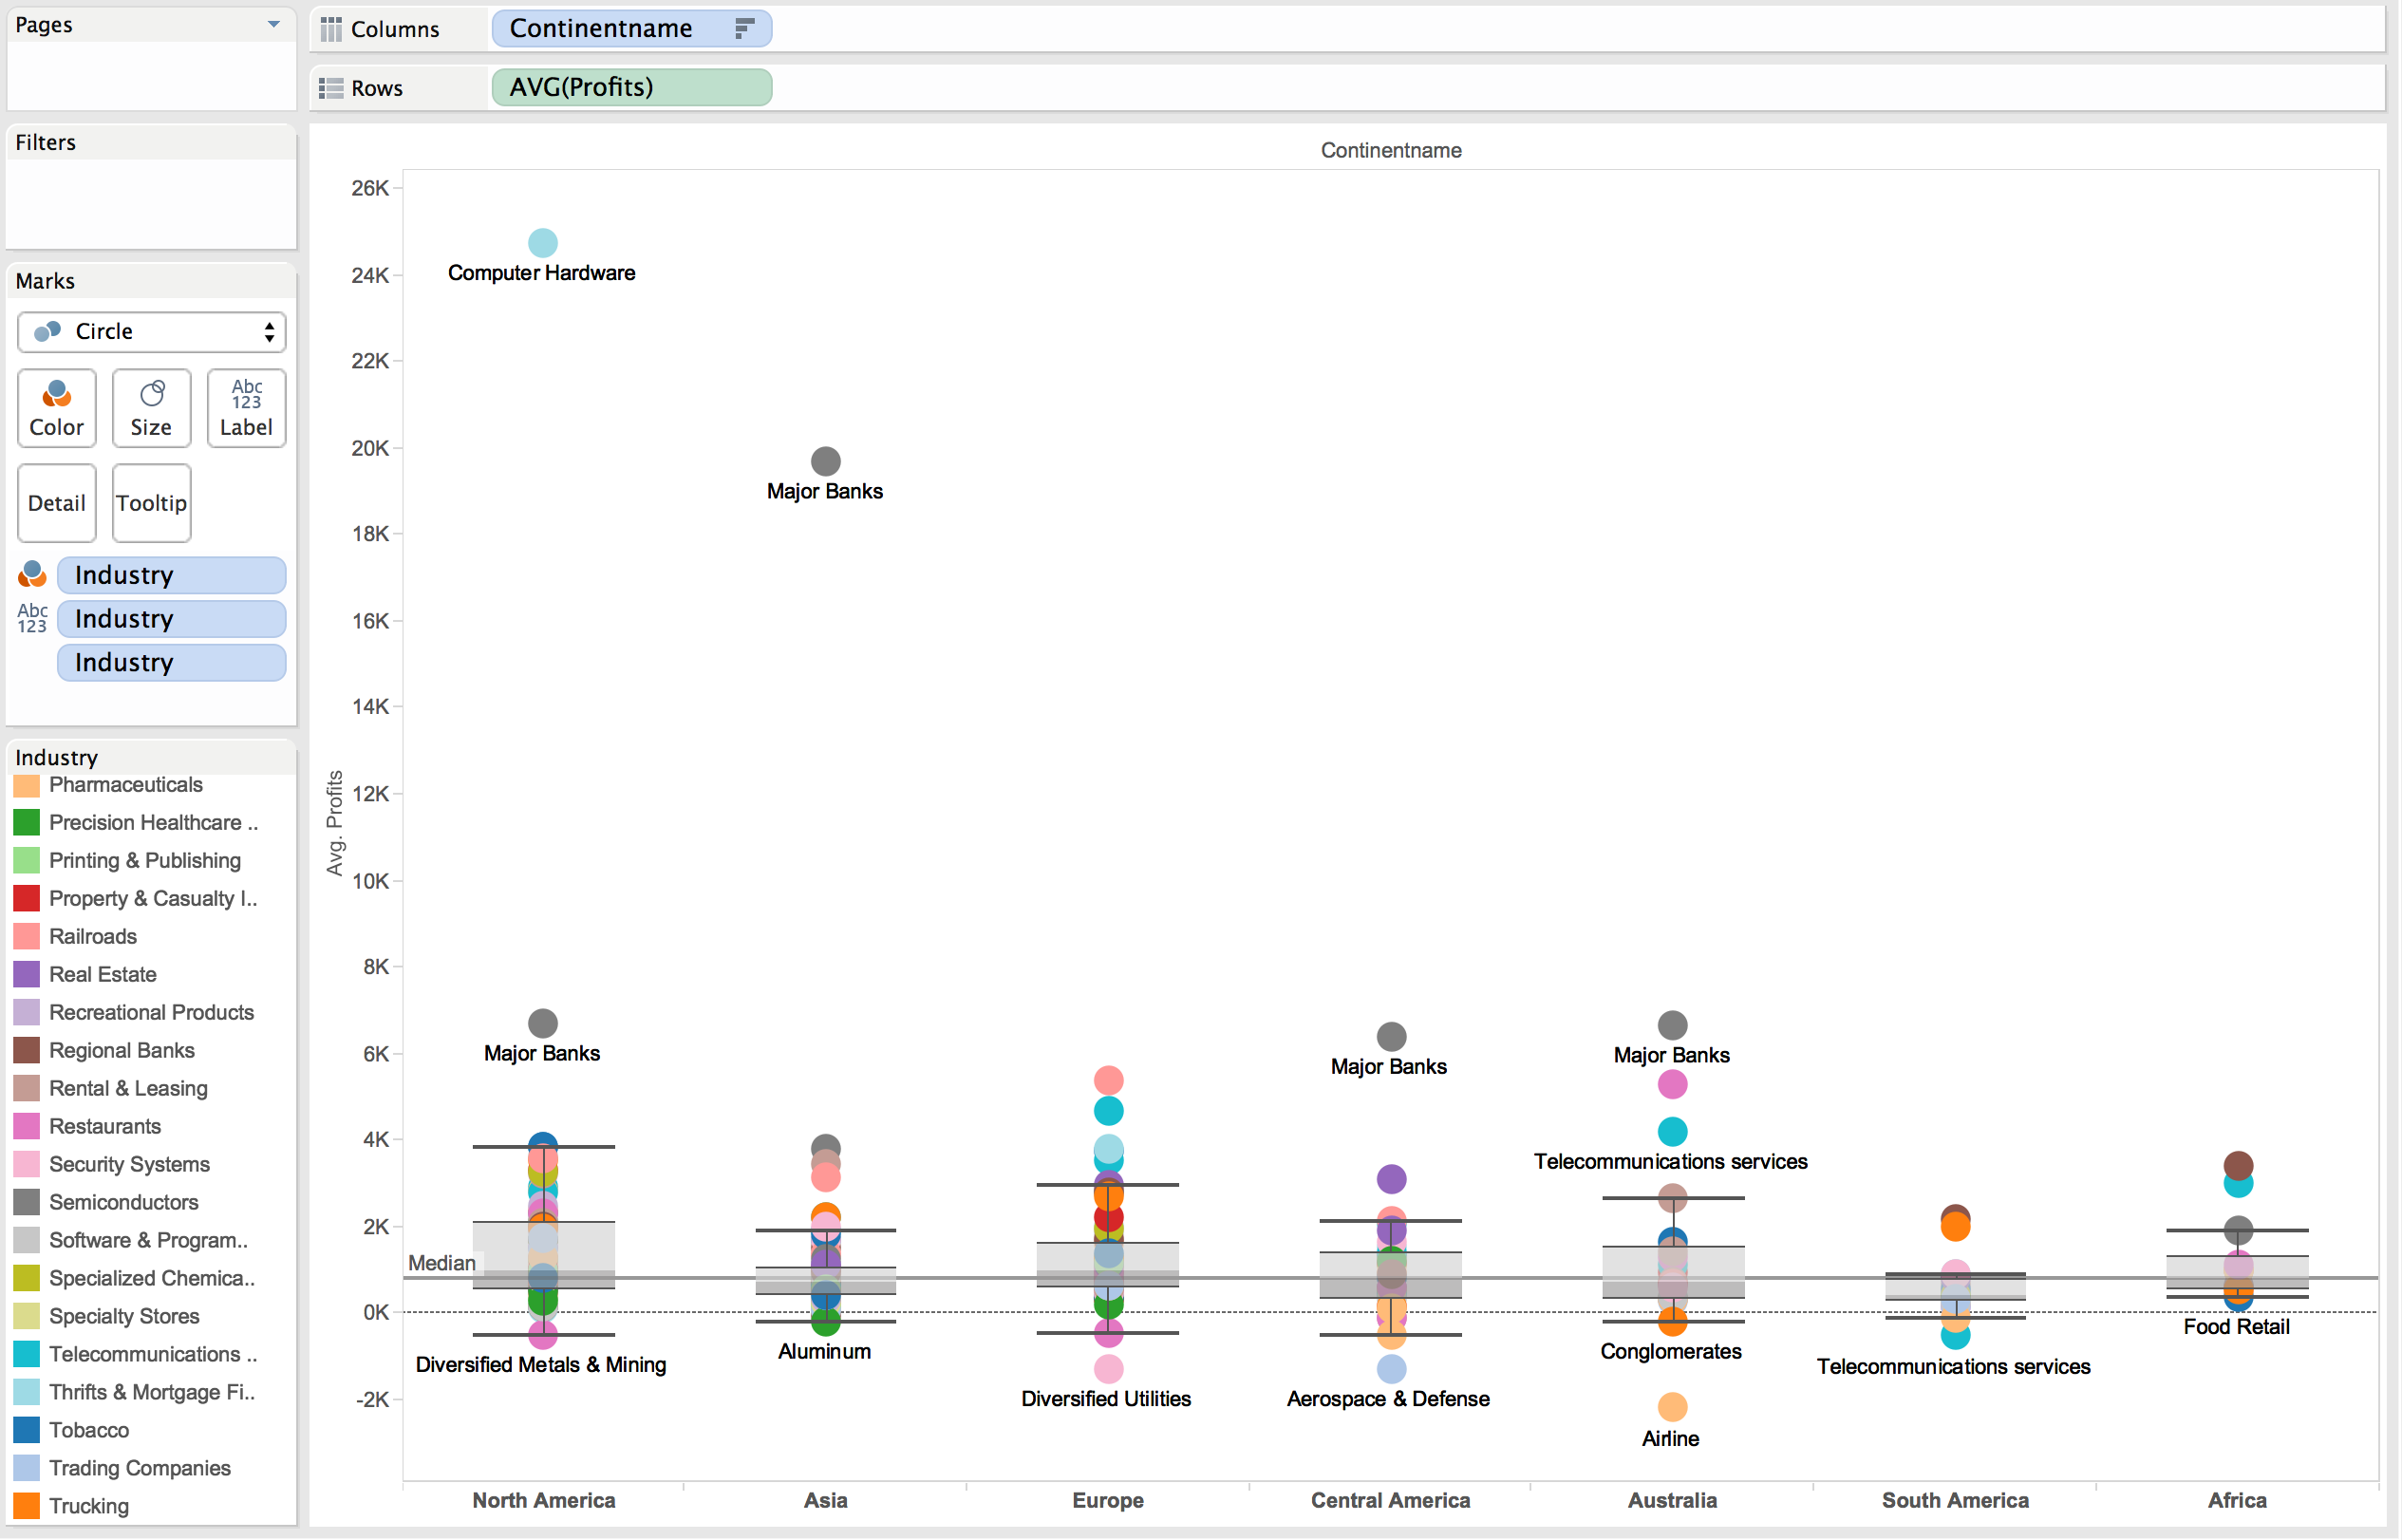 Pages
Columns
Continentname
Rows
AVG(Profits)
Filters
Marks
Circle
Color
Size
Abc
123
Label
Detail
Tooltip
Industry
Abc
123
Industry
Industry
Industry
Pharmaceuticals
Precision Healthcare ..
Printing & Publishing
Property & Casualty I..
Railroads
Real Estate
Recreational Products
Regional Banks
Rental & Leasing
Restaurants
Security Systems
Semiconductors
Software & Program..
Specialized Chemica..
Specialty Stores
Telecommunications ..
Thrifts & Mortgage Fi..
Tobacco
Trading Companies
Trucking
Continentname
Avg. Profits
26K
24K
22K
20K
18K
16K
14K
12K
10K
8K
6K
4K
2K
0K
-2K
Computer Hardware
Major Banks
Major Banks
Major Banks
Major Banks
Telecommunications services
Median
Diversified Metals & Mining
Aluminum
Diversified Utilities
Aerospace & Defense
Conglomerates
Airline
Telecommunications services
Food Retail
North America
Asia
Europe
Central America
Australia
South America
Africa